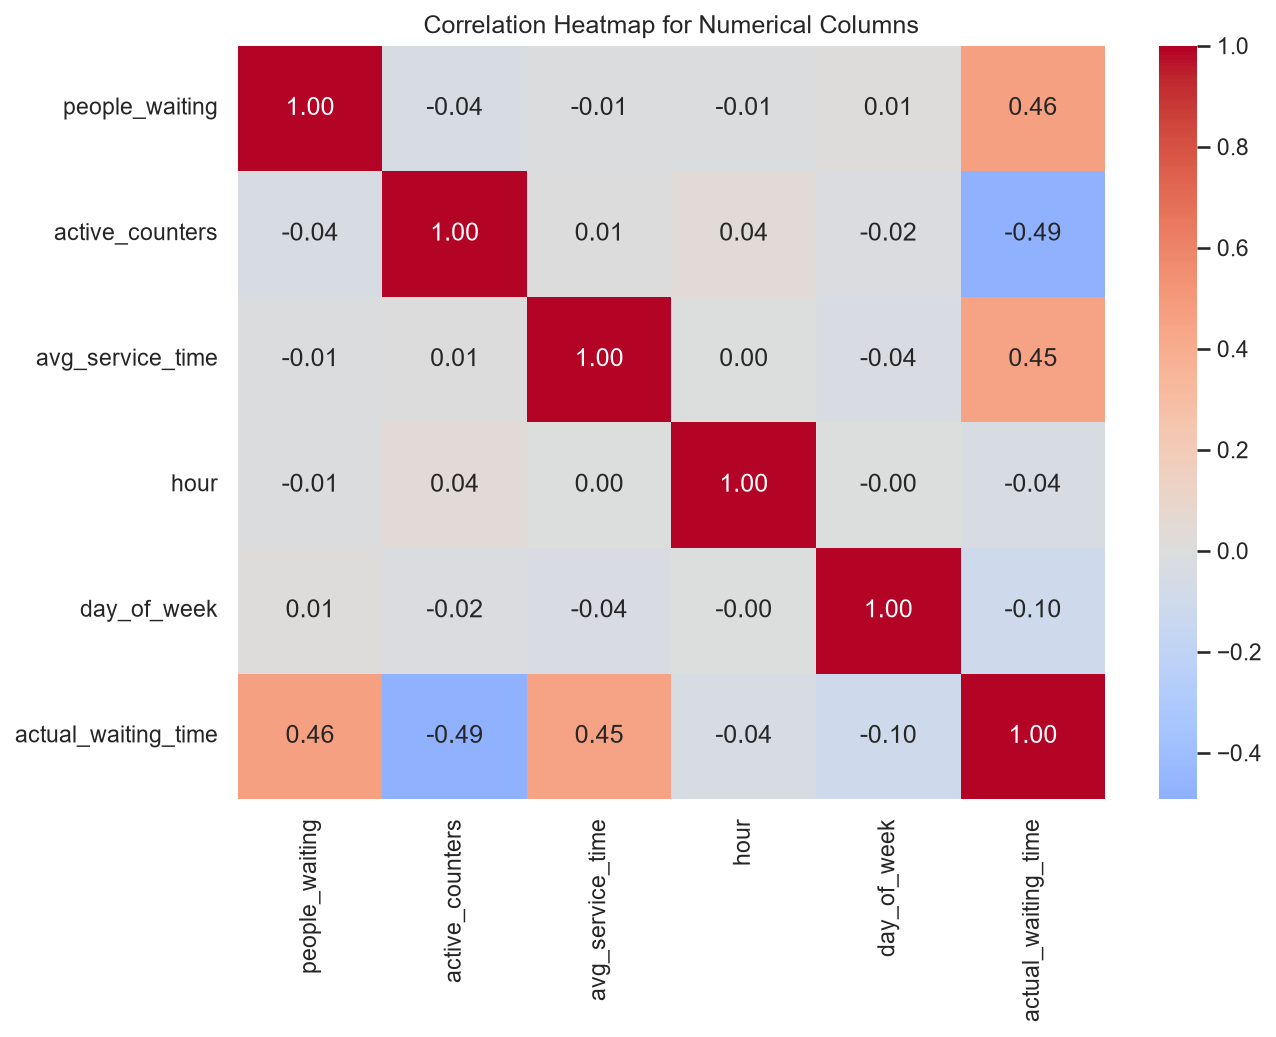 Correlation Heatmap for Numerical Columns
people_waiting 1.00 -0.04 -0.01 -0.01 0.01 0.46
active_counters -0.04 1.00 0.01 0.04 -0.02 -0.49
avg_service_time -0.01 0.01 1.00 0.00 -0.04 0.45
hour -0.01 0.04 0.00 1.00 -0.00 -0.04
day_of_week 0.01 -0.02 -0.04 -0.00 1.00 -0.10
actual_waiting_time 0.46 -0.49 0.45 -0.04 -0.10 1.00
people_waiting
active_counters
avg_service_time
hour
day_of_week
actual_waiting_time
1.0
0.8
0.6
0.4
0.2
0.0
−0.2
−0.4